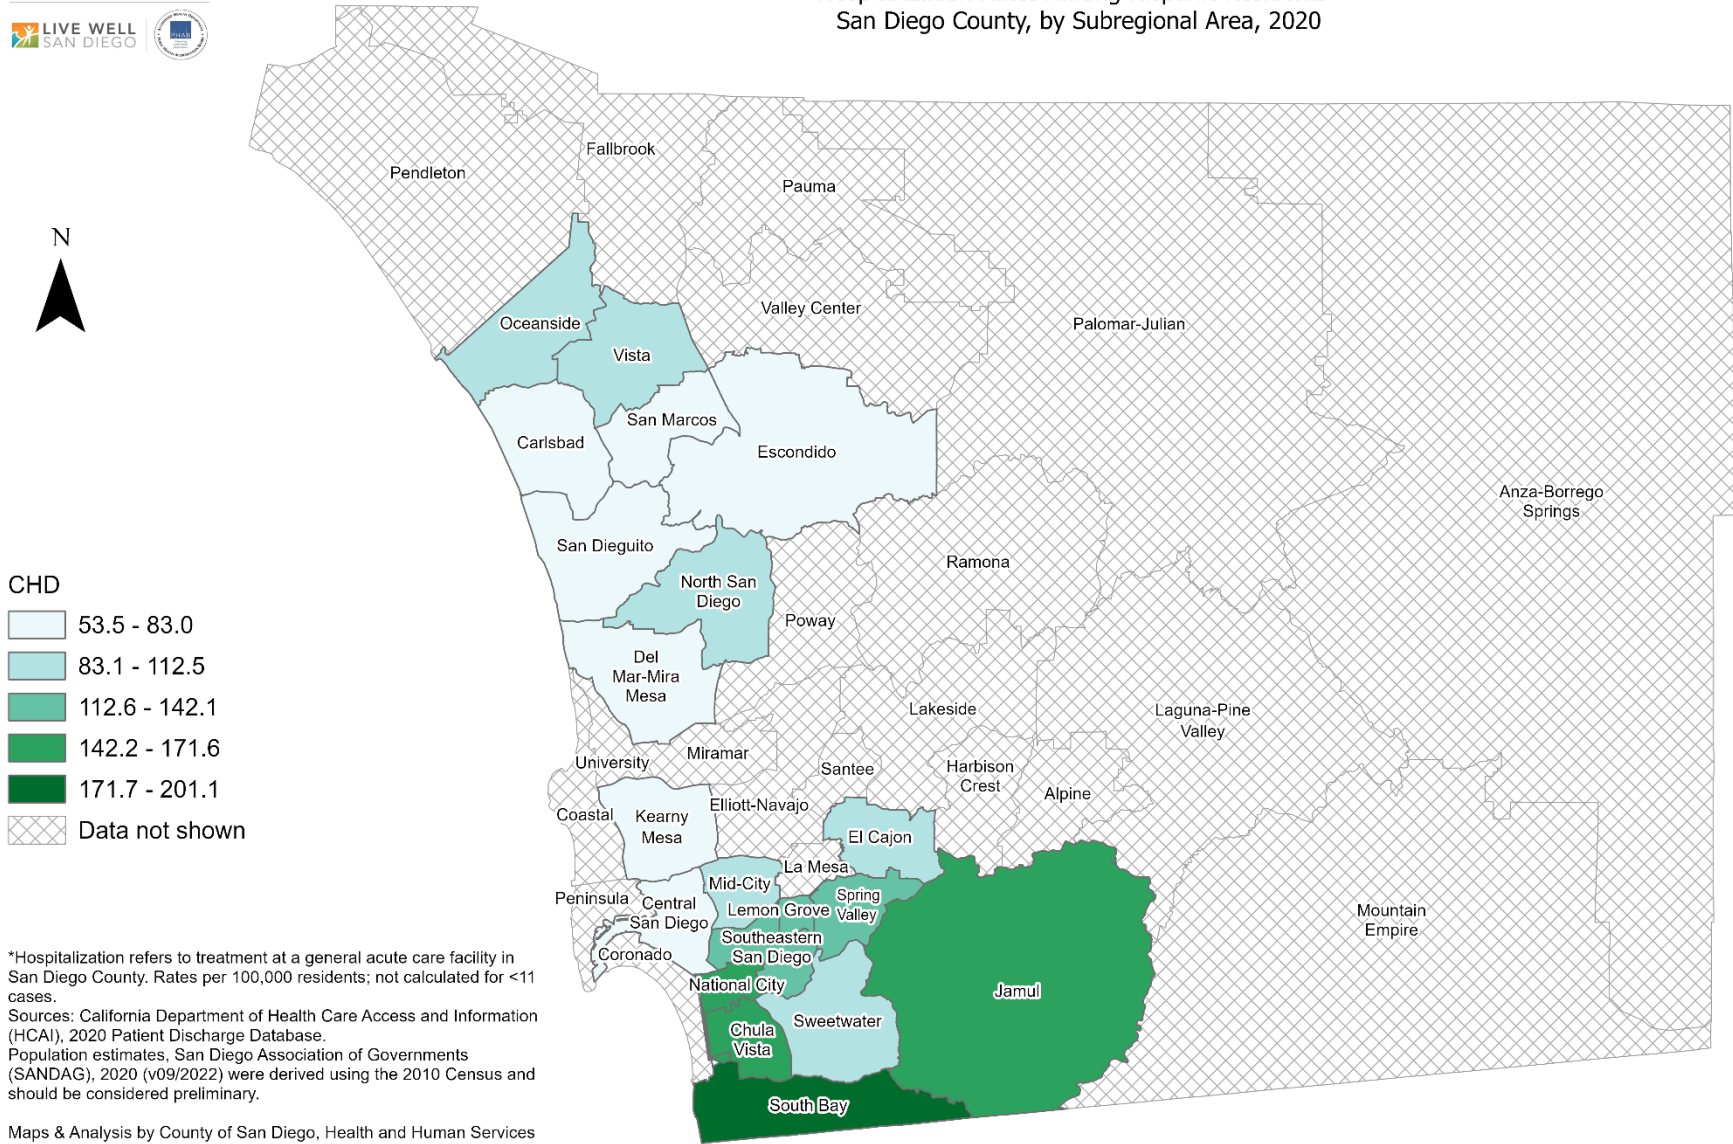 San Diego County, by Subregional Area, 2020
LIVE WELL
SAN DIEGO
PHAB
N
Fallbrook
Pendleton
Pauma
Valley Center
Oceanside
Palomar-Julian
Vista
San Marcos
Carlsbad
Escondido
Anza-Borrego
Springs
San Dieguito
Ramona
North San
Diego
Poway
Del
Mar-Mira
Mesa
Lakeside
Laguna-Pine
Valley
Miramar
University
Santee
Harbison
Crest
Alpine
Elliott-Navajo
Coastal
Kearny
Mesa
El Cajon
La Mesa
Mid-City
Peninsula
Central
San Diego
Spring
Valley
Lemon Grove
Mountain
Empire
Southeastern
San Diego
Coronado
National City
Jamul
Sweetwater
Chula
Vista
South Bay
CHD
53.5 - 83.0
83.1 - 112.5
112.6 - 142.1
142.2 - 171.6
171.7 - 201.1
Data not shown
*Hospitalization refers to treatment at a general acute care facility in
San Diego County. Rates per 100,000 residents; not calculated for <11
cases.
Sources: California Department of Health Care Access and Information
(HCAI), 2020 Patient Discharge Database.
Population estimates, San Diego Association of Governments
(SANDAG), 2020 (v09/2022) were derived using the 2010 Census and
should be considered preliminary.
Maps & Analysis by County of San Diego, Health and Human Services